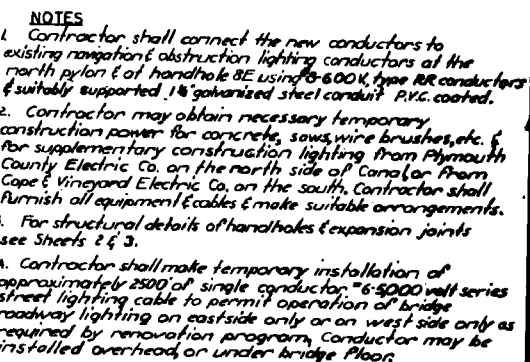 NOTES
1. Contractor shall connect the new conductors to
existing navigation & obstruction lighting conductors at the
north pylon & at handhole 8E using 8-600V, type RR conductors
& suitably supported galvanized steel conduit P.V.C. coated.
2. Contractor may obtain necessary temporary
construction power for concrete, saws, wire brushes, etc. &
for supplementary construction lighting from Plymouth
County Electric Co. on the north side of Canal, or from
Cape & Vineyard Electric Co. on the south. Contractor shall
furnish all equipment & cables & make suitable arrangements.
For structural details of handholes & expansion joints
see Sheets 2 & 3.
4. Contractor shall make temporary installation of
approximately 2500' of single conductor #6-5,000 volt series
street lighting cable to permit operation of bridge
roadway lighting on eastside only or on west side only as
required by renovation program, Conductor may be
installed overhead, or under bridge floor.